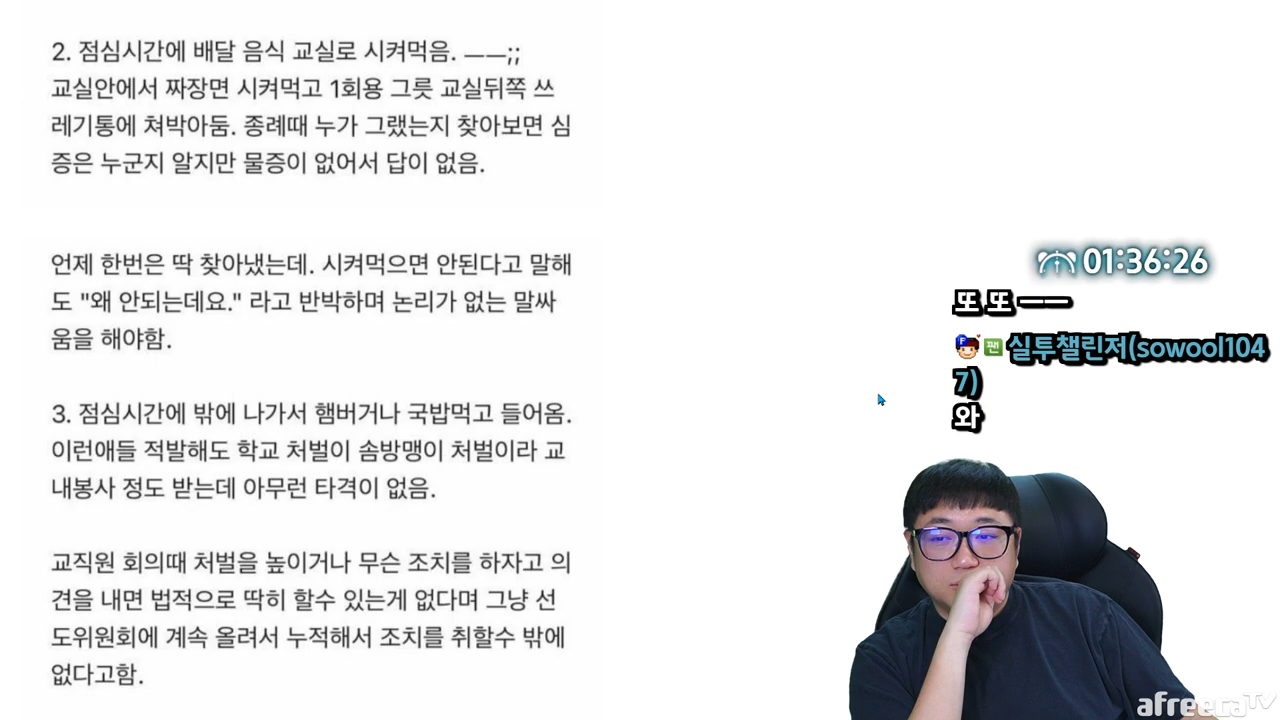 2. 점심시간에 배달 음식 교실로 시켜먹음. ㅡㅡ;;
교실안에서 짜장면 시켜먹고 1회용 그릇 교실뒤쪽 쓰
레기통에 쳐박아둠. 종례때 누가 그랬는지 찾아보면 심
증은 누군지 알지만 물증이 없어서 답이 없음.
언제 한번은 딱 찾아냈는데. 시켜먹으면 안된다고 말해
도 "왜 안되는데요." 라고 반박하며 논리가 없는 말싸
움을 해야함.
3. 점심시간에 밖에 나가서 햄버거나 국밥먹고 들어옴.
이런애들 적발해도 학교 처벌이 솜방맹이 처벌이라 교
내봉사 정도 받는데 아무런 타격이 없음.
교직원 회의때 처벌을 높이거나 무슨 조치를 하자고 의
견을 내면 법적으로 딱히 할수 있는게 없다며 그냥 선
도위원회에 계속 올려서 누적해서 조치를 취할수 밖에
없다고함.
01:36:26
또 또 ㅡㅡ
F 팬 실투챌린저(sowool104
7)
와
afreecaTV